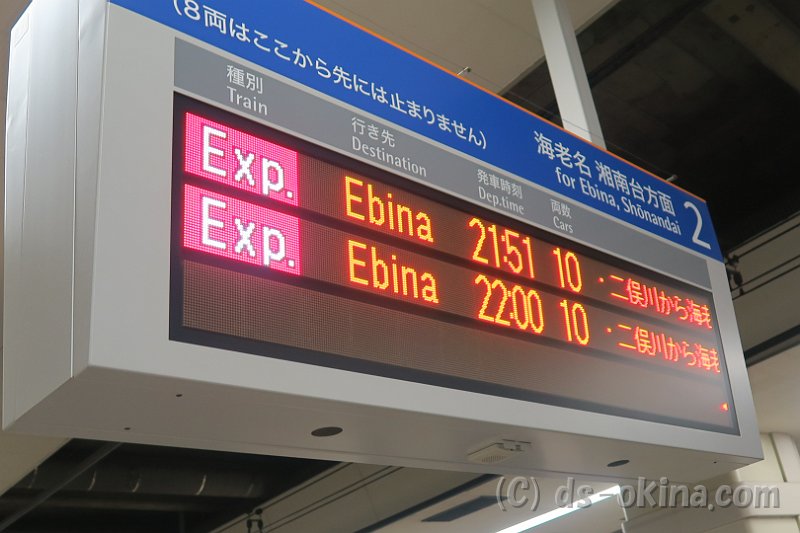 (8両はここから先には止まりません)
海老名 湘南台方面
for Ebina, Shōnandai
2
種別 行き先 発車時刻 両数
Train Destination Dep.time Cars
Exp. Ebina 21:51 10 ・二俣川から海老
Exp. Ebina 22:00 10 ・二俣川から海老
(C) ds-okina.com